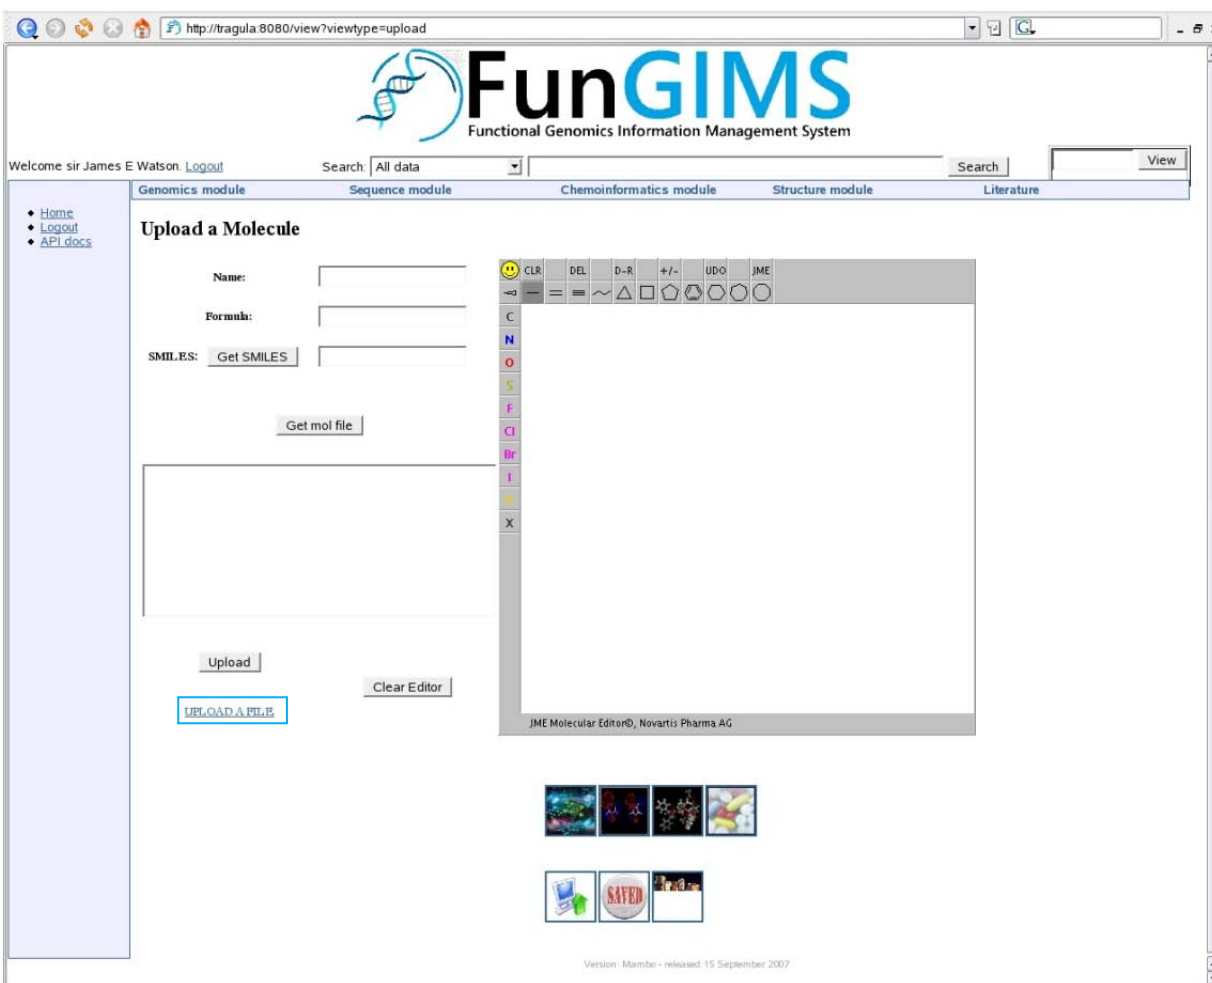 http://tragula:8080/view?viewtype=upload
G
FunGIMS
Functional Genomics Information Management System
Welcome sir James E Watson. Logout
Search: All data
Search
View
Genomics module Sequence module Chemoinformatics module Structure module Literature
Home
Logout
API docs
Upload a Molecule
Name:
Formula:
SMILES: Get SMILES
Get mol file
CLR DEL D-R +/- UDO JME
C
N
O
S
F
Cl
Br
I
X
Upload
Clear Editor
UPLOAD A FILE
JME Molecular Editor©, Novartis Pharma AG
SAVED
Version: Mambo - released 15 September 2007